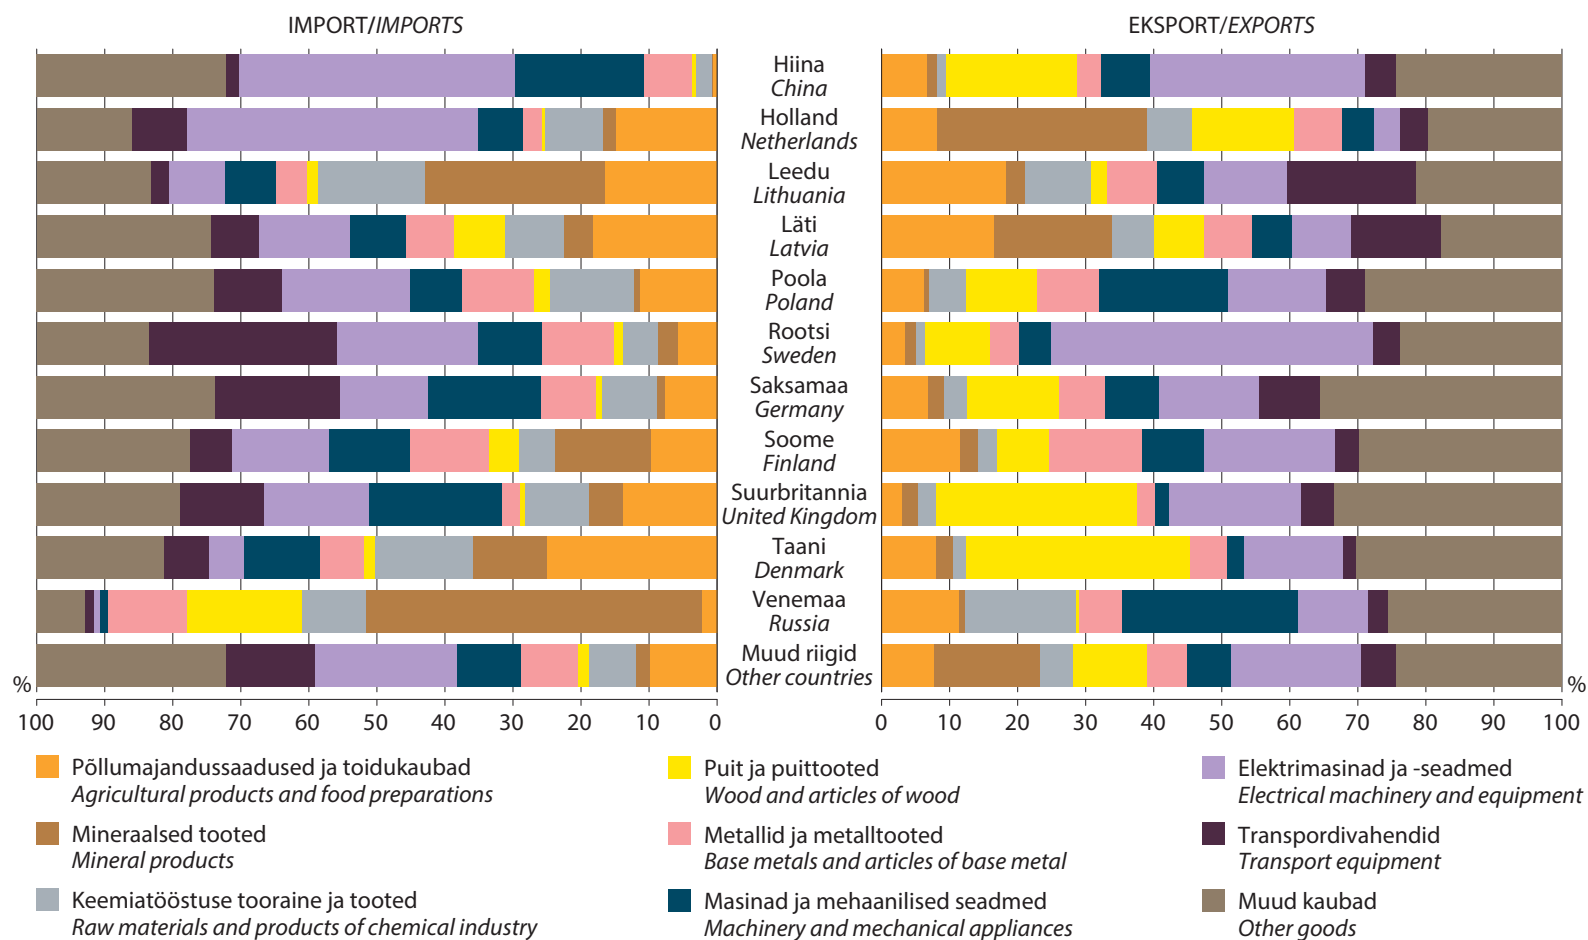 IMPORT/IMPORTS
EKSPORT/EXPORTS
Hiina
China
Holland
Netherlands
Leedu
Lithuania
Läti
Latvia
Poola
Poland
Rootsi
Sweden
Saksamaa
Germany
Soome
Finland
Suurbritannia
United Kingdom
Taani
Denmark
Venemaa
Russia
Muud riigid
Other countries
%
%
100 90 80 70 60 50 40 30 20 10 0
0 10 20 30 40 50 60 70 80 90 100
Põllumajandussaadused ja toidukaubad
Agricultural products and food preparations
Mineraalsed tooted
Mineral products
Keemiatööstuse tooraine ja tooted
Raw materials and products of chemical industry
Puit ja puittooted
Wood and articles of wood
Metallid ja metalltooted
Base metals and articles of base metal
Masinad ja mehaanilised seadmed
Machinery and mechanical appliances
Elektrimasinad ja -seadmed
Electrical machinery and equipment
Transpordivahendid
Transport equipment
Muud kaubad
Other goods